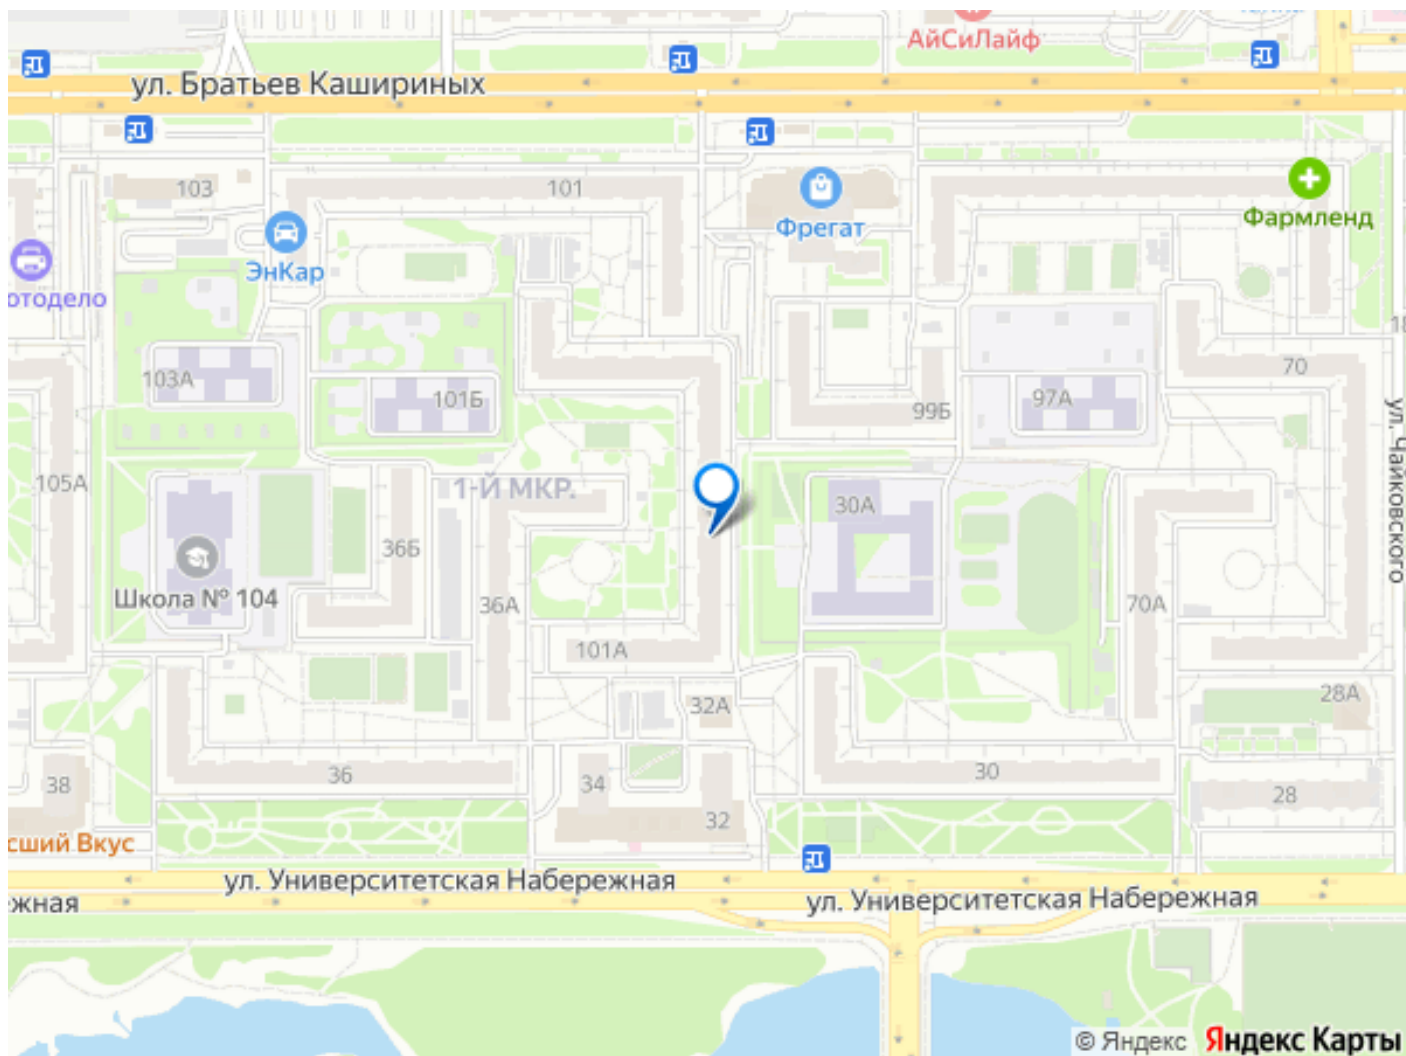 АйСиЛайф
ул. Братьев Кашириных
103
101
Фрегат
Фармленд
ЭнКар
отодело
70
103А
101Б
99Б
97А
ул. Чайковского
105А
1-Й МКР.
30А
36Б
Школа № 104
36А
70А
101А
32А
28А
38
36
34
30
28
32
сший Вкус
ул. Университетская Набережная
ежная
ул. Университетская Набережная
© Яндекс Яндекс Карты